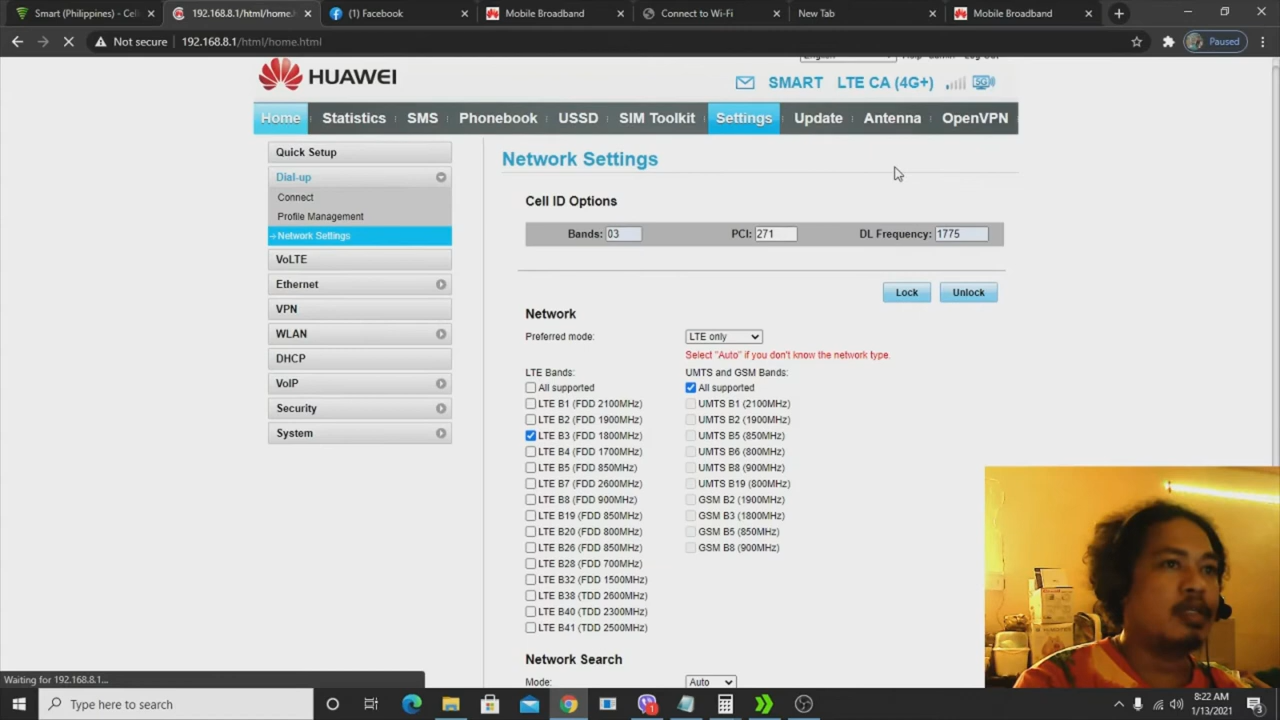 Smart (Philippines) - Cell
192.168.8.1/html/home.h
(1) Facebook
Mobile Broadband
Connect to Wi-Fi
New Tab
Mobile Broadband
Not secure
192.168.8.1/html/home.html
Paused
HUAWEI
SMART
LTE CA (4G+)
5G
Home
Statistics
SMS
Phonebook
USSD
SIM Toolkit
Settings
Update
Antenna
OpenVPN
Quick Setup
Dial-up
Connect
Profile Management
Network Settings
VoLTE
Ethernet
VPN
WLAN
DHCP
VoIP
Security
System
Network Settings
Cell ID Options
Bands: 03
PCI: 271
DL Frequency: 1775
Lock
Unlock
Network
Preferred mode:
LTE only
Select "Auto" if you don't know the network type.
LTE Bands:
All supported
LTE B1 (FDD 2100MHz)
LTE B2 (FDD 1900MHz)
LTE B3 (FDD 1800MHz)
LTE B4 (FDD 1700MHz)
LTE B5 (FDD 850MHz)
LTE B7 (FDD 2600MHz)
LTE B8 (FDD 900MHz)
LTE B19 (FDD 850MHz)
LTE B20 (FDD 800MHz)
LTE B26 (FDD 850MHz)
LTE B28 (FDD 700MHz)
LTE B32 (FDD 1500MHz)
LTE B38 (TDD 2600MHz)
LTE B40 (TDD 2300MHz)
LTE B41 (TDD 2500MHz)
UMTS and GSM Bands:
All supported
UMTS B1 (2100MHz)
UMTS B2 (1900MHz)
UMTS B5 (850MHz)
UMTS B6 (800MHz)
UMTS B8 (900MHz)
UMTS B19 (800MHz)
GSM B2 (1900MHz)
GSM B3 (1800MHz)
GSM B5 (850MHz)
GSM B8 (900MHz)
Network Search
Mode:
Auto
Waiting for 192.168.8.1...
Type here to search
8:22 AM
1/13/2021